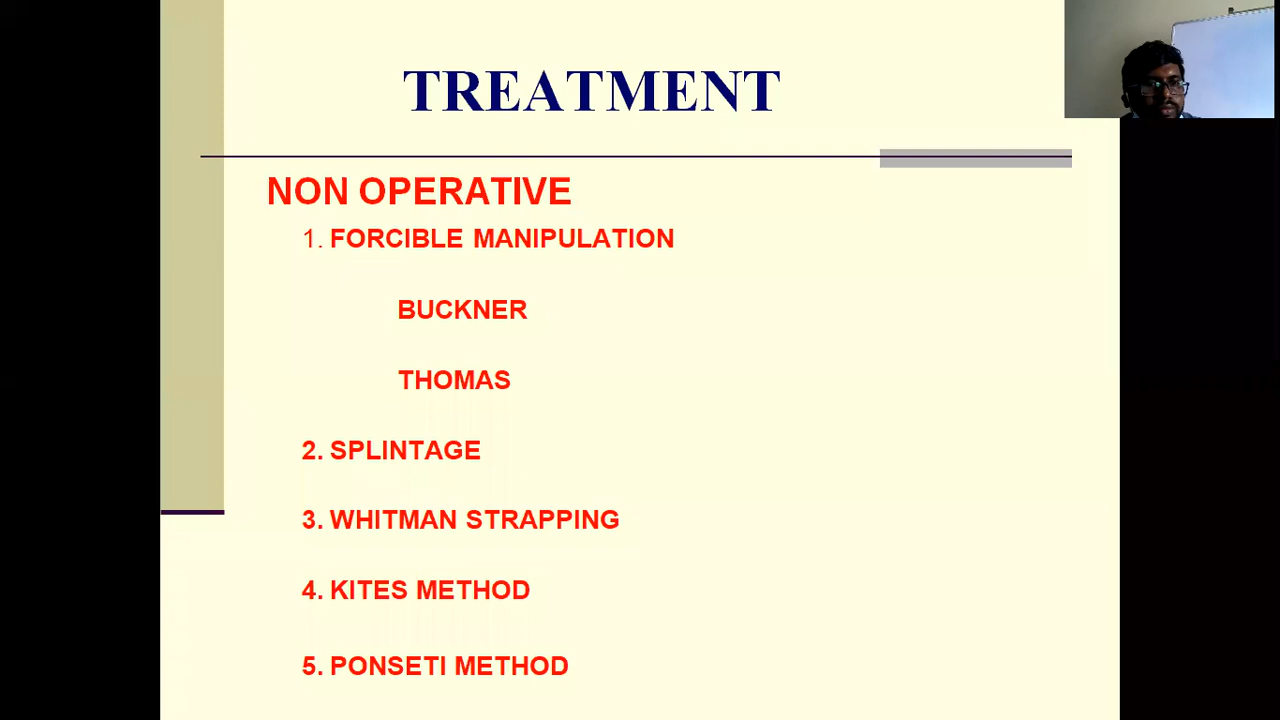 TREATMENT
NON OPERATIVE
1. FORCIBLE MANIPULATION
BUCKNER
THOMAS
2. SPLINTAGE
3. WHITMAN STRAPPING
4. KITES METHOD
5. PONSETI METHOD